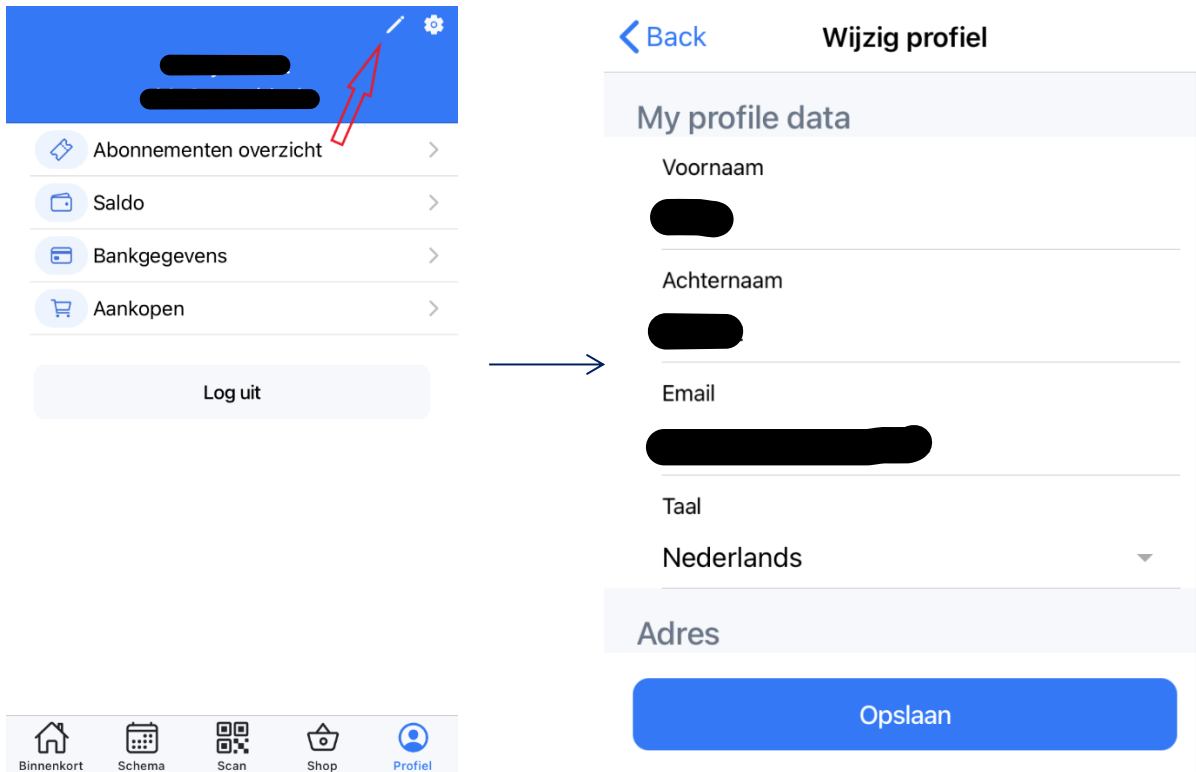 Abonnementen overzicht
Saldo
Bankgegevens
Aankopen
Log uit
Binnenkort
Schema
Scan
Shop
Profiel
Back
Wijzig profiel
My profile data
Voornaam
Achternaam
Email
Taal
Nederlands
Adres
Opslaan